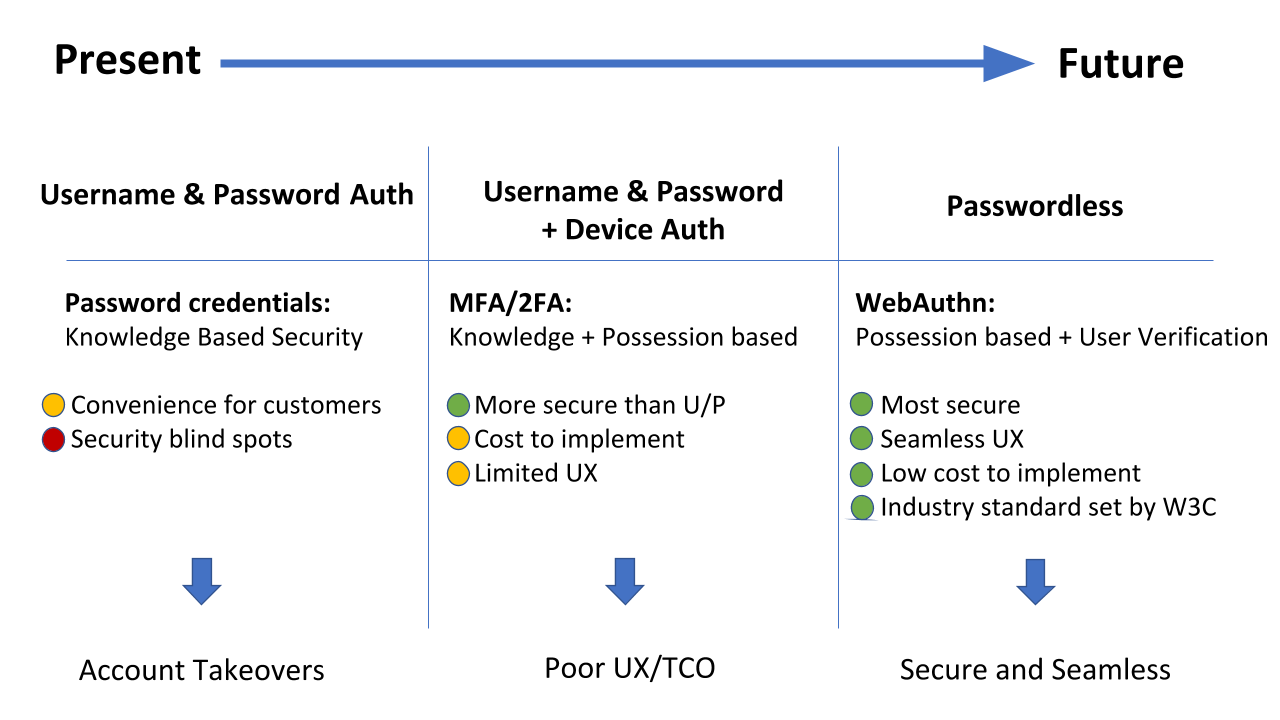 Present
Future
Username & Password Auth
Username & Password
+ Device Auth
Passwordless
Password credentials:
Knowledge Based Security
Convenience for customers
Security blind spots
Account Takeovers
MFA/2FA:
Knowledge + Possession based
More secure than U/P
Cost to implement
Limited UX
Poor UX/TCO
WebAuthn:
Possession based + User Verification
Most secure
Seamless UX
Low cost to implement
Industry standard set by W3C
Secure and Seamless